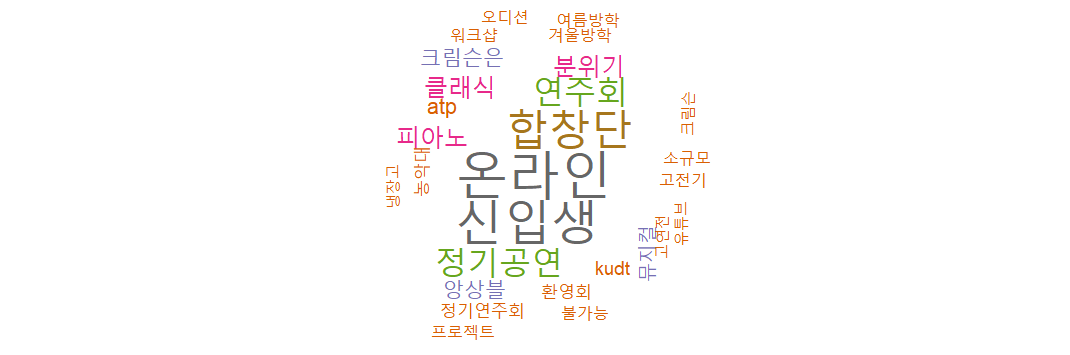 오디션 여름방학
워크샵 겨울방학
크림슨은 분위기
클래식 연주회
atp 크림슨
합창단
피아노
온라인 소규모
냉장고 농악대 고전기
신입생
뮤지컬 고연전 유튜브
정기공연 kudt
앙상블 환영회
정기연주회 불가능
프로젝트